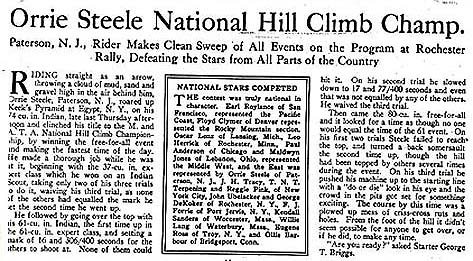 Orrie Steele National Hill Climb Champ.
Paterson, N. J., Rider Makes Clean Sweep of All Events on the Program at Rochester
Rally, Defeating the Stars from All Parts of the Country
RIDING straight as an arrow,
throwing a cloud of mud, sand and
gravel high in the air behind him,
Orrie Steele, Paterson, N. J., roared up
Keck's Pyramid at Egypt, N. Y., on his
74 cu. in. Indian, late last Thursday after-
noon and clinched his title to the M. and
A. T. A. National Hill Climb Champion-
ship, by winning the free-for-all event
and making the fastest time of the day.
He made a thorough job while he was
at it, beginning with the 37-cu. in. ex-
pert class which he won on an Indian
Scout, taking only two of his three trials
to do it, waiving his third trial, as none
of the others had equalled the mark he
set the second time he went up.
He followed by going over the top with
his 61-cu. in. Indian, the first time up in
the 61-cu. in. expert class, and setting a
mark of 16 and 306/400 seconds for the
others to shoot at. None of them could
NATIONAL STARS COMPETED
THE contest was truly national in
character. Earl Roylance of San
Francisco, represented the Pacific
Coast, Floyd Clymer of Denver repre-
sented the Rocky Mountain section.
Oscar Lenz of Lansing, Mich., Leo
Herrick of Rochester, Minn., Paul
Anderson of Chicago and Waldwyn
Jones of Lebanon, Ohio, represented
the Middle West, and the East was
represented by Orrie Steele of Pat-
erson, N. J., J. H. Tracy, T. N. T.
Terpening and Reggie Pink, of New
York City, John Ubelacker and George
DeKoker of Rochester, N. Y., F. J.
Forrie of Port Jarvis, N. Y., Kendall
Sanders of Worcester, Mass., Willie
Lang of Waterbury, Mass., Eugene
Rosa of Troy, N. Y., and Ollis Bar-
bour of Bridgeport, Conn.
hit it. On his second trial he slowed
down to 17 and 77/400 seconds and even
that was not equalled by any of the others.
He waived the third trial.
Then came the 80-cu. in. free-for-all
and it looked for a time as though no one
would equal the time of the 61 event. On
his first two trials Steele failed to reach
the top, and turned a back somersault
the second time up, though the hill
had been topped by others several times
during the event. On his third trial he
pushed his machine up to the starting line
with a "do or die" look in his eye and the
crowd in the pits got set for something
exciting. The course by this time was a
plowed up mess of criss-cross ruts and
holes. From the foot of the hill it didn't
seem possible for anyone to get over, or
if he did, to make any time.
"Are you ready?" asked Starter George
T. Briggs.